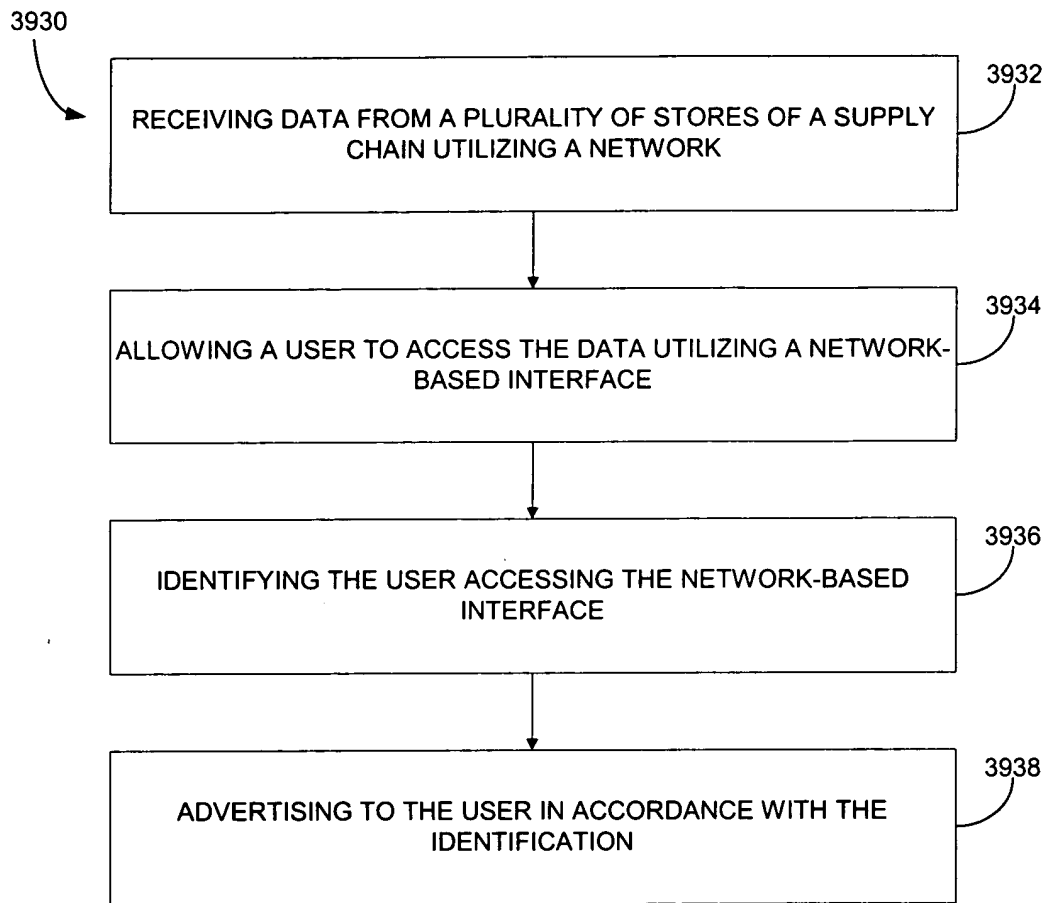 3930
3932
RECEIVING DATA FROM A PLURALITY OF STORES OF A SUPPLY
CHAIN UTILIZING A NETWORK
3934
ALLOWING A USER TO ACCESS THE DATA UTILIZING A NETWORK-
BASED INTERFACE
3936
IDENTIFYING THE USER ACCESSING THE NETWORK-BASED
INTERFACE
3938
ADVERTISING TO THE USER IN ACCORDANCE WITH THE
IDENTIFICATION